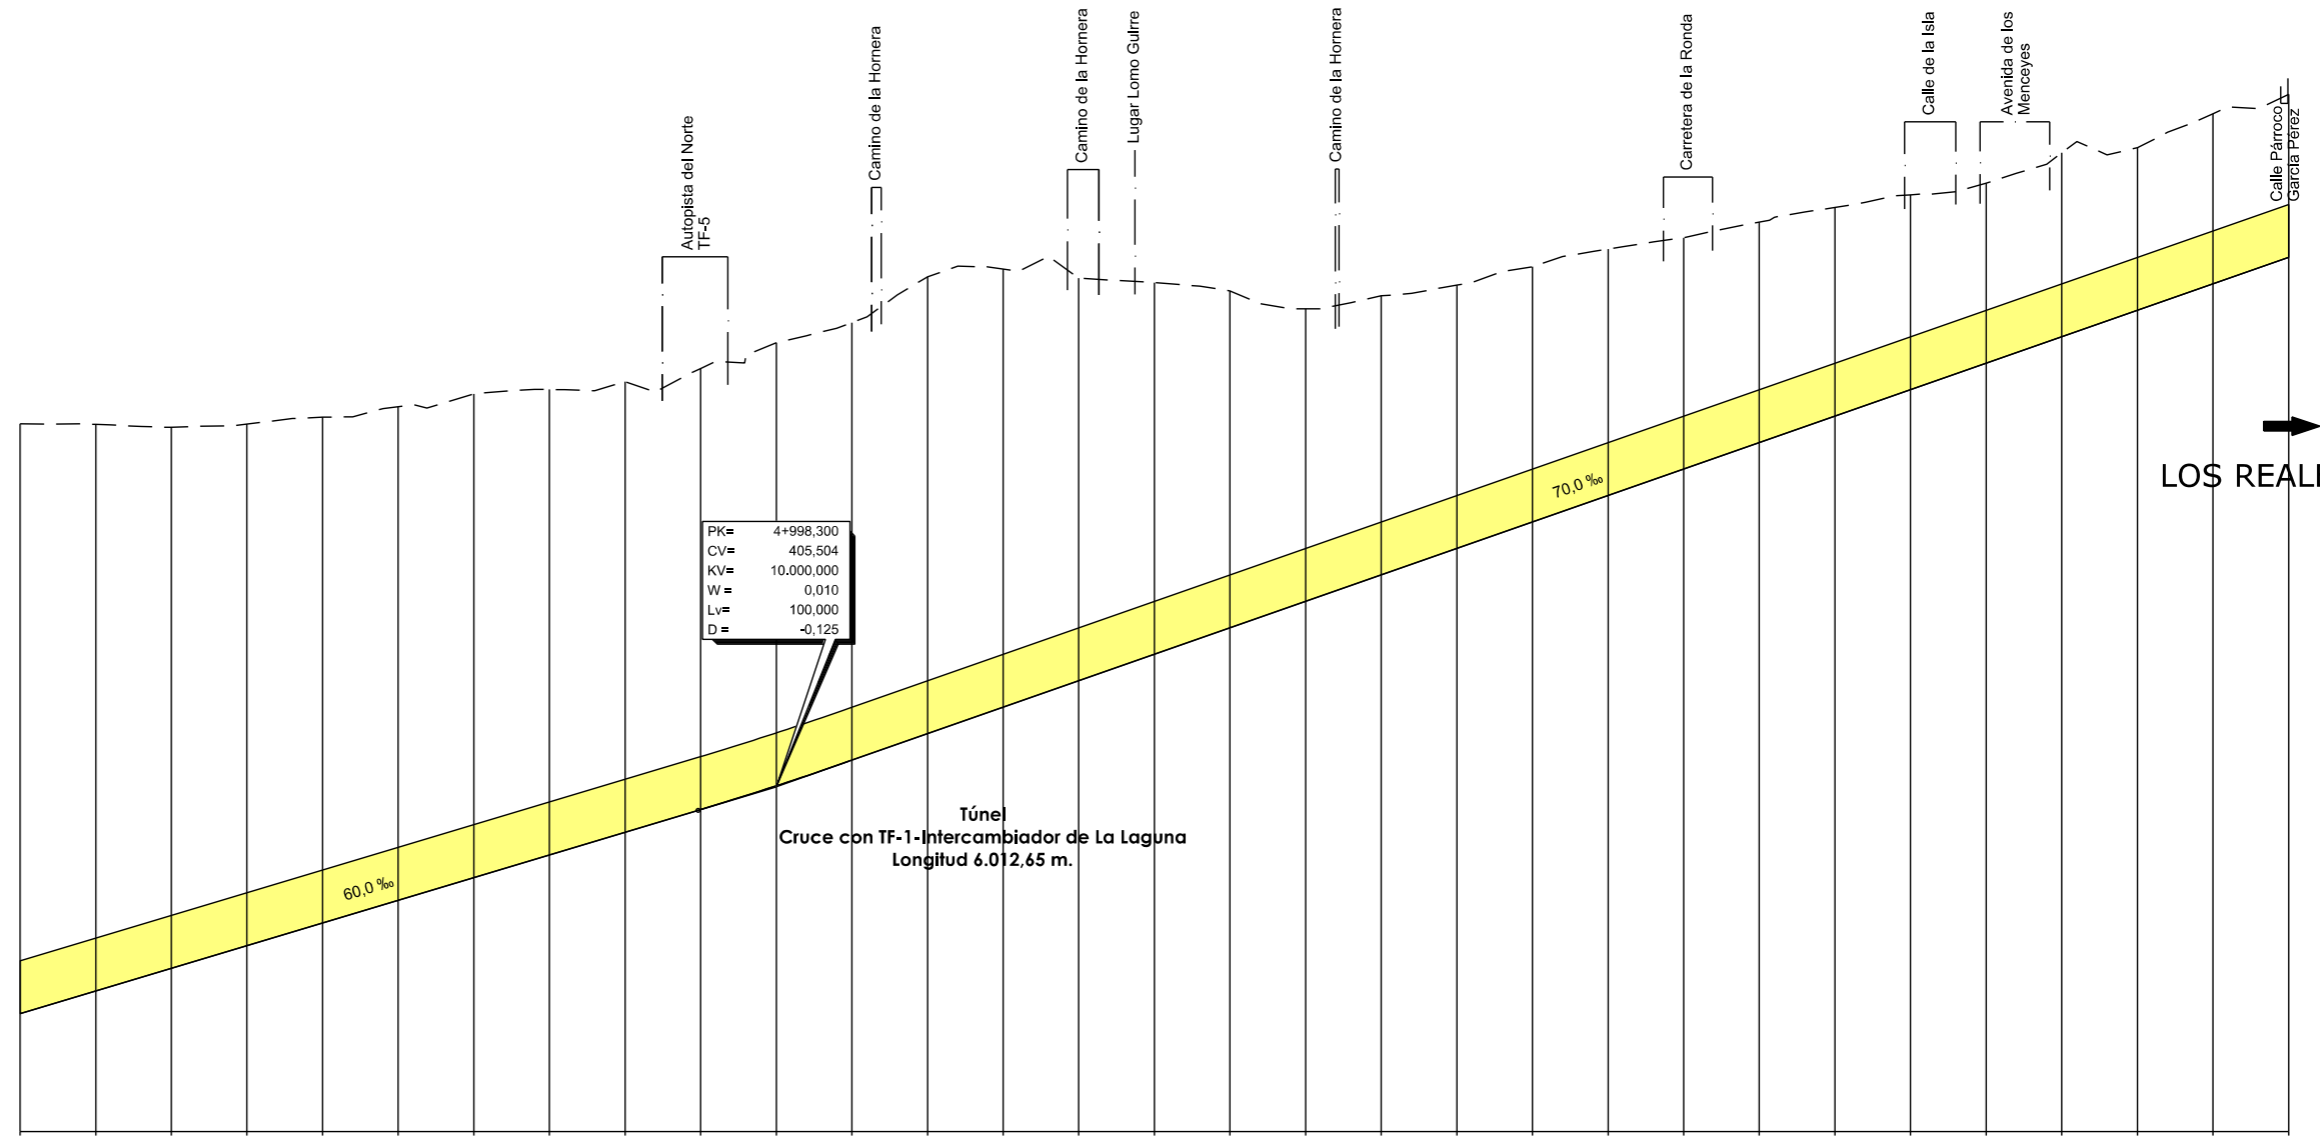 Autopista del Norte
TF-5
Camino de la Hornera
Camino de la Hornera
Lugar Lomo Guirre
Camino de la Hornera
Carretera de la Ronda
Calle de la Isla
Avenida de los
Menceyes
Calle Párroco
García Pérez
LOS REALE
PK= 4+998,300
CV= 405,504
KV= 10.000,000
W = 0,010
Lv= 100,000
D = -0,125
70,0 ‰
60,0 ‰
Túnel
Cruce con TF-1-Intercambiador de La Laguna
Longitud 6.012,65 m.